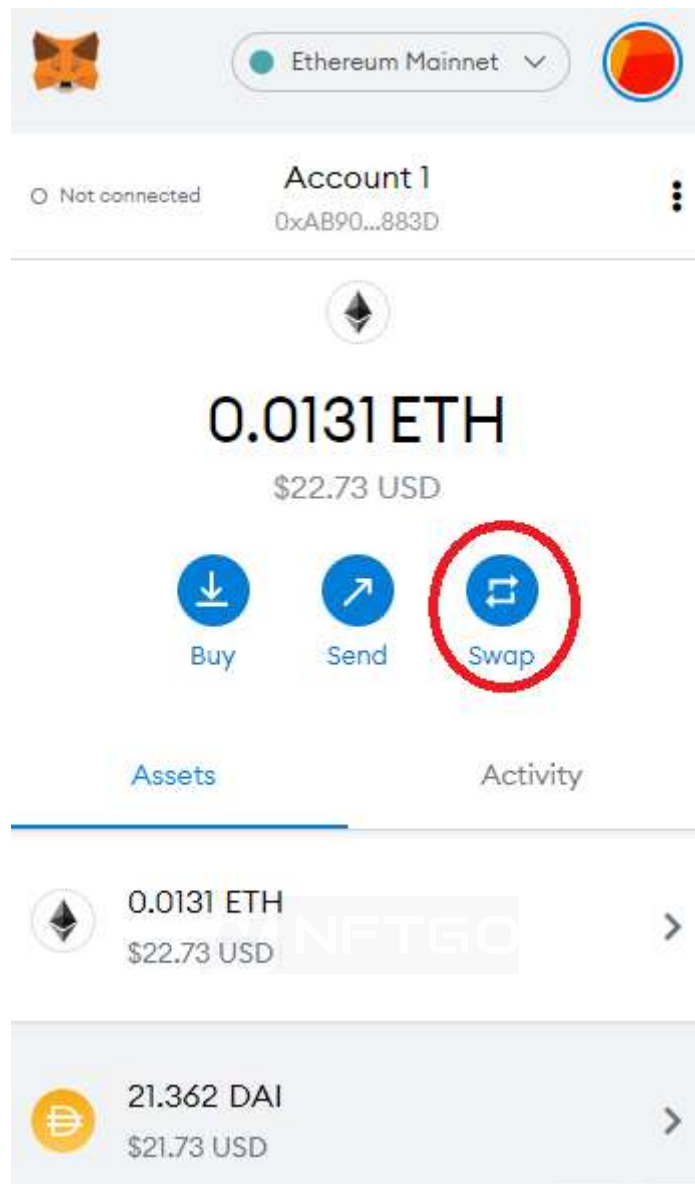 Ethereum Mainnet
Not connected
Account 1
0xAB90...883D
0.0131 ETH
$22.73 USD
Buy
Send
Swap
Assets
Activity
0.0131 ETH
$22.73 USD
NFTGO
21.362 DAI
$21.73 USD